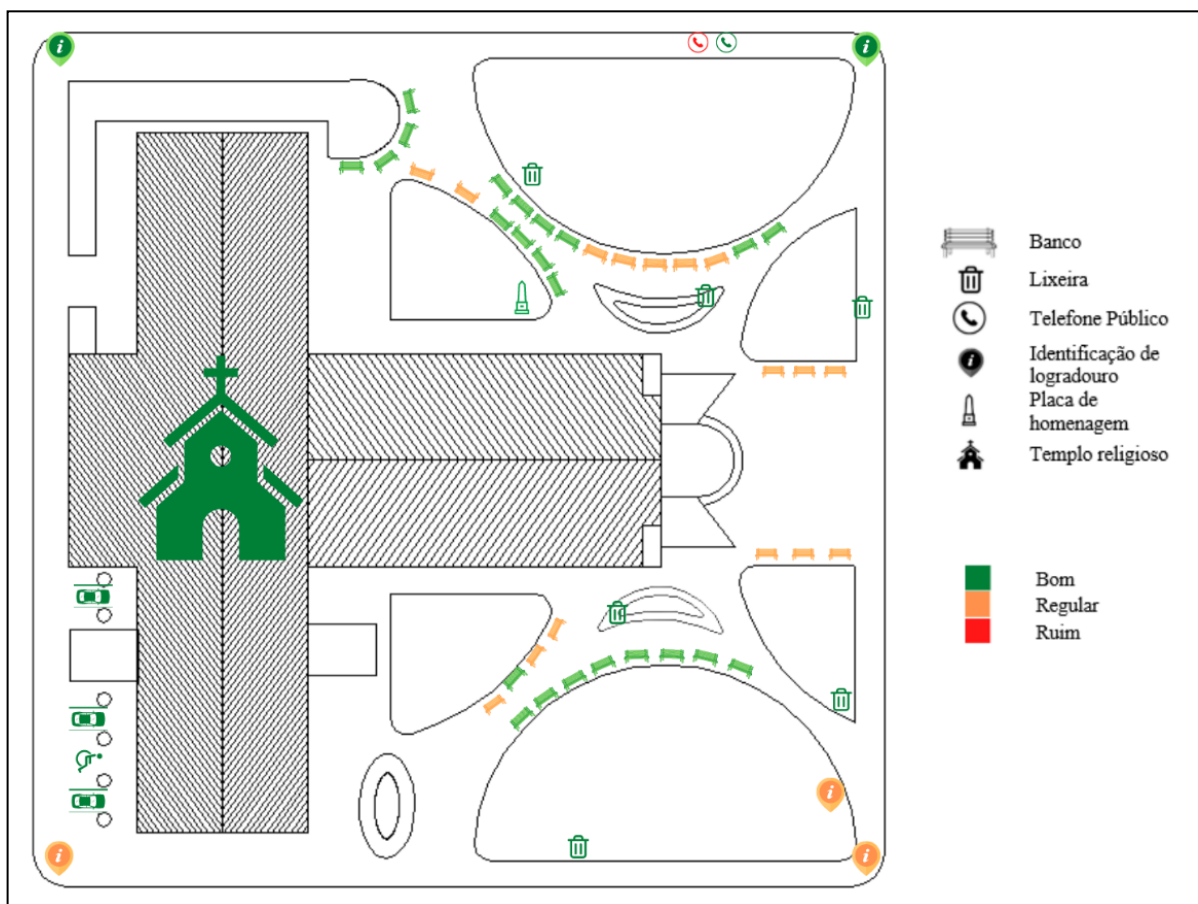 Banco
Lixeira
Telefone Público
Identificação de
logradouro
Placa de
homenagem
Templo religioso
Bom
Regular
Ruim